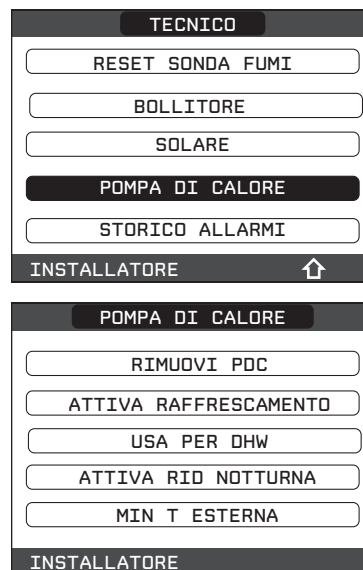 TECNICO
RESET SONDA FUMI
BOLLITORE
SOLARE
POMPA DI CALORE
STORICO ALLARMI
INSTALLATORE
POMPA DI CALORE
RIMUOVI PDC
ATTIVA RAFFRESCAMENTO
USA PER DHW
ATTIVA RID NOTTURNA
MIN T ESTERNA
INSTALLATORE